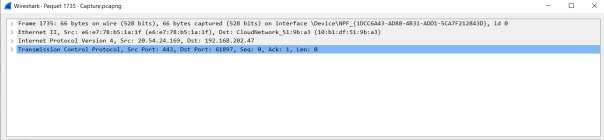 Wireshark · Paquet 1735 · Capture.pcapng
Frame 1735: 66 bytes on wire (528 bits), 66 bytes captured (528 bits) on interface \Device\NPF_{1DCC6A43-AD80-4B31-ADD1-5CA7F212843D}, id 0
Ethernet II, Src: e6:e7:78:b5:1a:1f (e6:e7:78:b5:1a:1f), Dst: CloudNetwork_51:9b:a3 (10:b1:df:51:9b:a3)
Internet Protocol Version 4, Src: 20.54.24.169, Dst: 192.168.202.47
Transmission Control Protocol, Src Port: 443, Dst Port: 61097, Seq: 0, Ack: 1, Len: 0